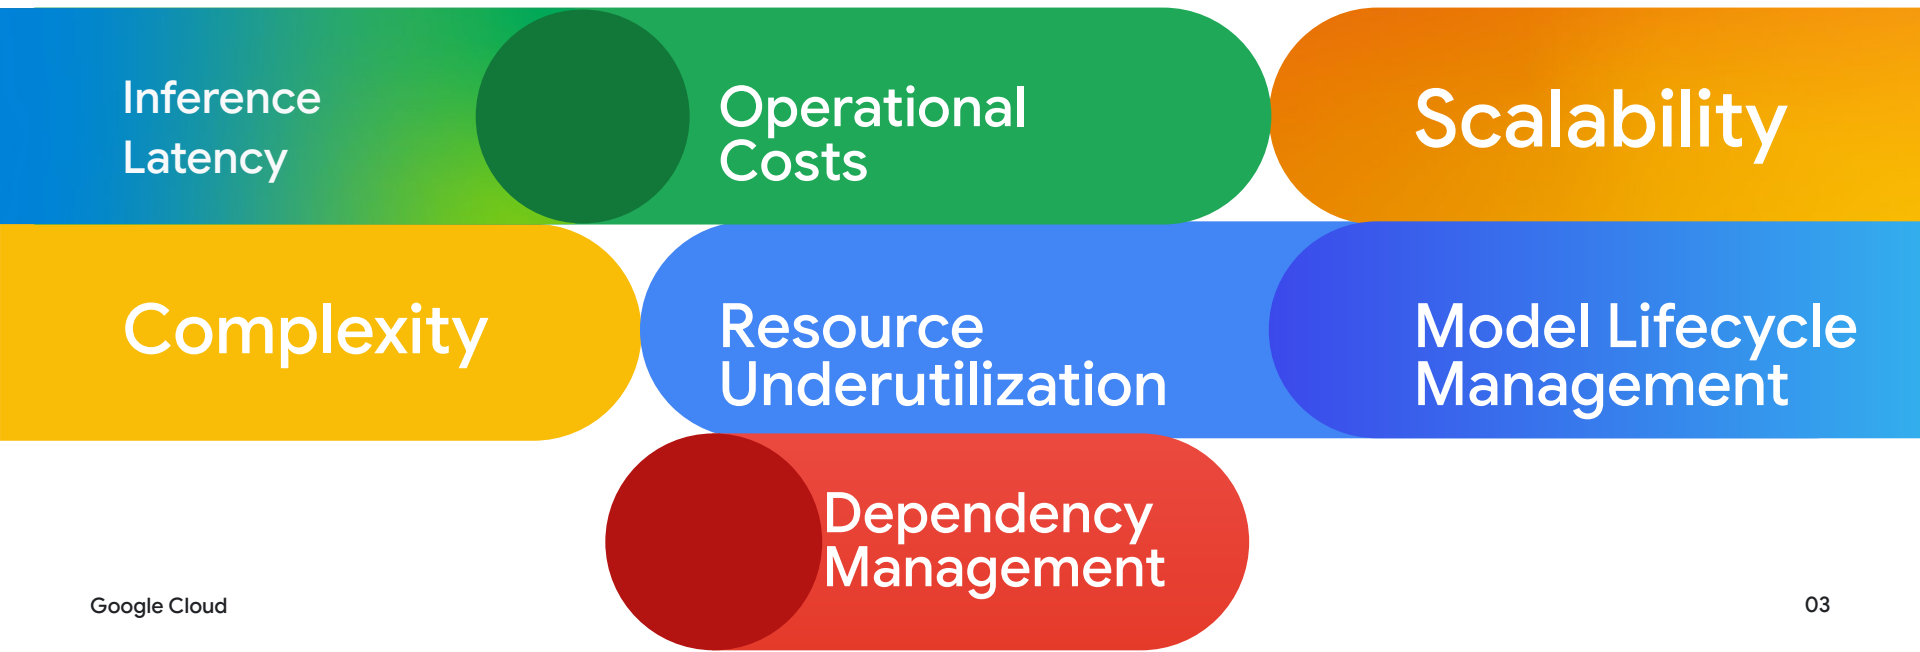 Inference
Latency
Operational
Costs
Scalability
Complexity
Resource
Underutilization
Model Lifecycle
Management
Dependency
Management
Google Cloud
03